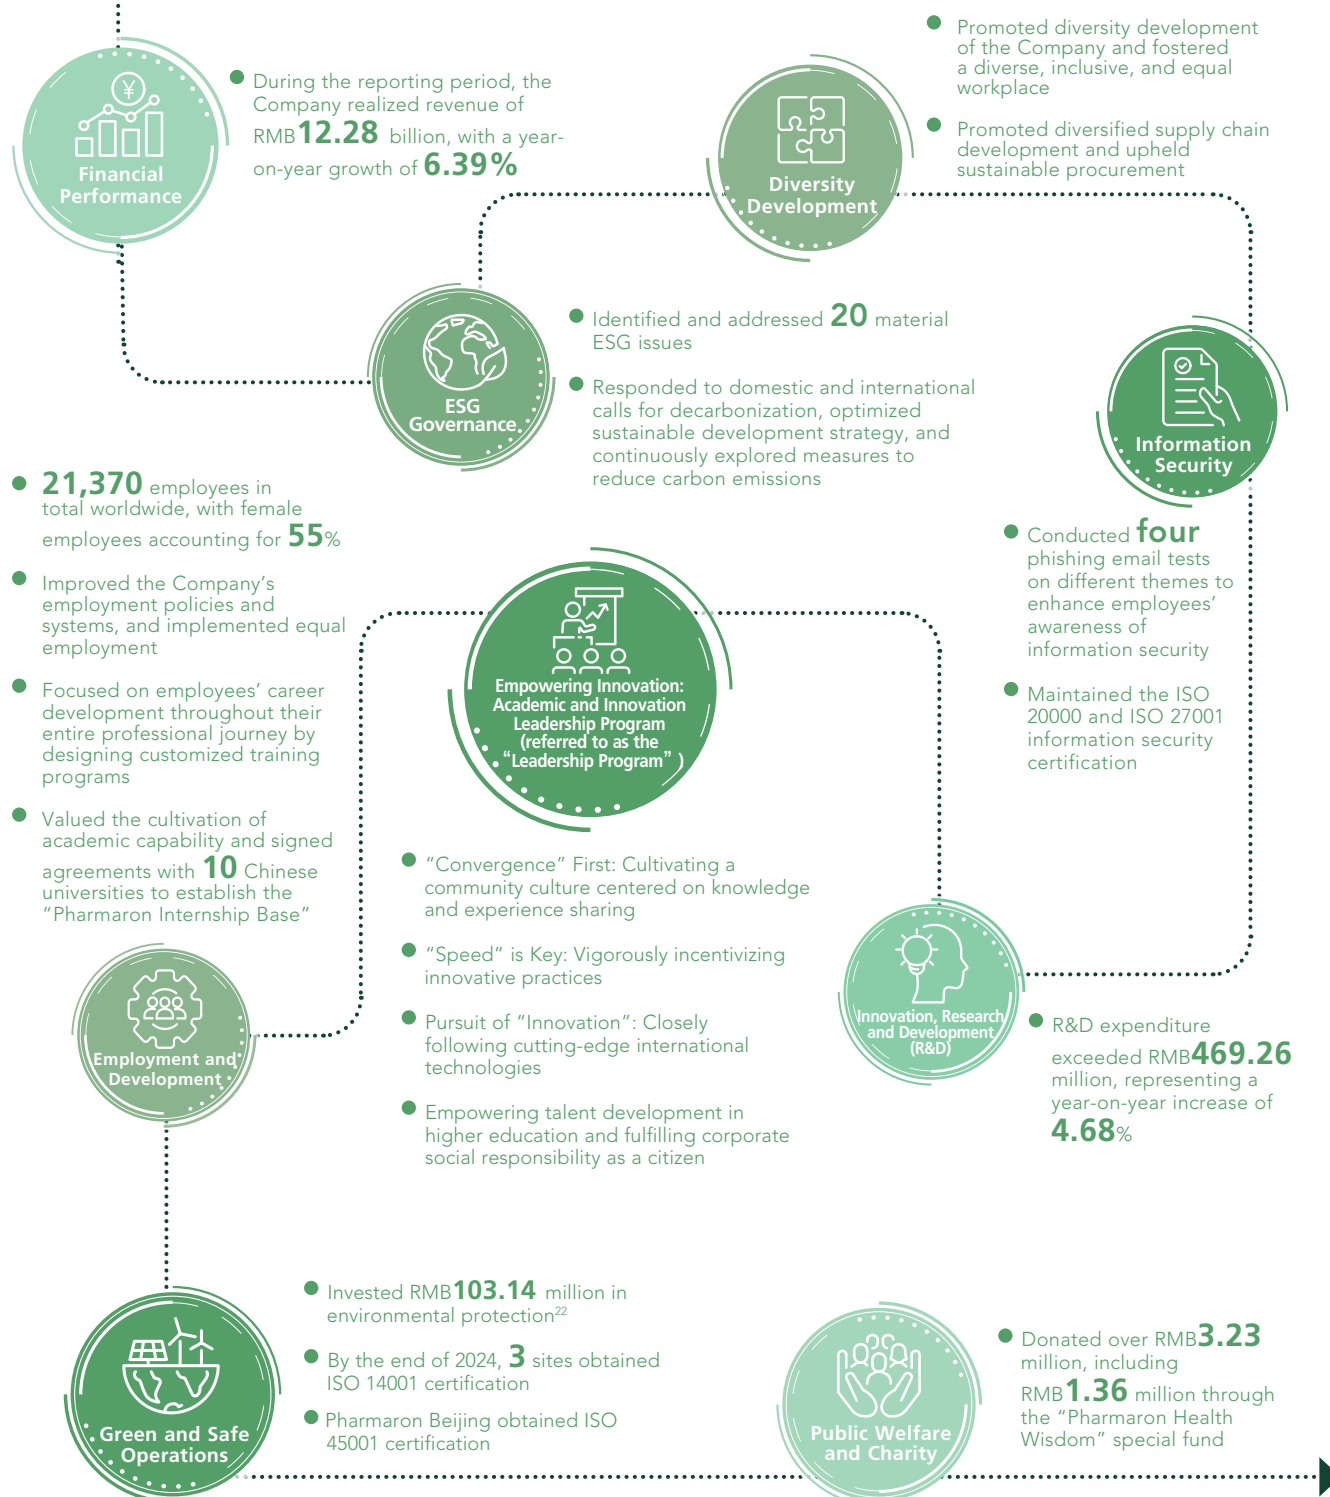 ¥
Financial
Performance
During the reporting period, the
Company realized revenue of
RMB12.28 billion, with a year-
on-year growth of 6.39%
Diversity
Development
Promoted diversity development
of the Company and fostered
a diverse, inclusive, and equal
workplace
Promoted diversified supply chain
development and upheld
sustainable procurement
ESG
Governance
Identified and addressed 20 material
ESG issues
Responded to domestic and international
calls for decarbonization, optimized
sustainable development strategy, and
continuously explored measures to
reduce carbon emissions
Information
Security
Conducted four
phishing email tests
on different themes to
enhance employees’
awareness of
information security
Maintained the ISO
20000 and ISO 27001
information security
certification
21,370 employees in
total worldwide, with female
employees accounting for 55%
Improved the Company’s
employment policies and
systems, and implemented equal
employment
Focused on employees’ career
development throughout their
entire professional journey by
designing customized training
programs
Valued the cultivation of
academic capability and signed
agreements with 10 Chinese
universities to establish the
“Pharmaron Internship Base”
Employment and
Development
Empowering Innovation:
Academic and Innovation
Leadership Program
(referred to as the
“Leadership Program” )
“Convergence” First: Cultivating a
community culture centered on knowledge
and experience sharing
“Speed” is Key: Vigorously incentivizing
innovative practices
Pursuit of “Innovation”: Closely
following cutting-edge international
technologies
Empowering talent development in
higher education and fulfilling corporate
social responsibility as a citizen
Innovation, Research
and Development
(R&D)
R&D expenditure
exceeded RMB469.26
million, representing a
year-on-year increase of
4.68%
Green and Safe
Operations
Invested RMB103.14 million in
environmental protection22
By the end of 2024, 3 sites obtained
ISO 14001 certification
Pharmaron Beijing obtained ISO
45001 certification
Public Welfare
and Charity
Donated over RMB3.23
million, including
RMB1.36 million through
the “Pharmaron Health
Wisdom” special fund